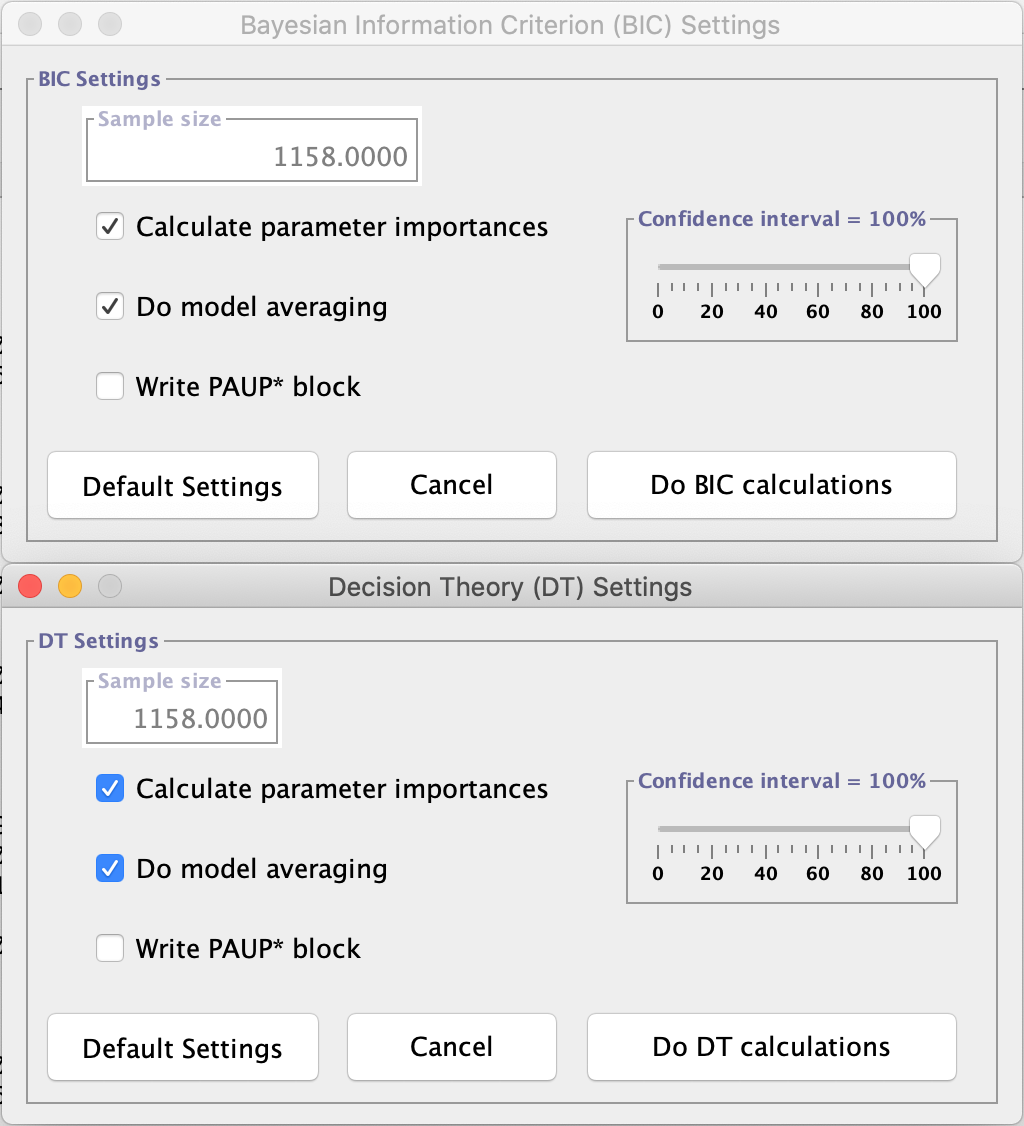 Bayesian Information Criterion (BIC) Settings
BIC Settings
Sample size
1158.0000
Calculate parameter importances
Confidence interval = 100%
0 20 40 60 80 100
Do model averaging
Write PAUP* block
Default Settings
Cancel
Do BIC calculations
Decision Theory (DT) Settings
DT Settings
Sample size
1158.0000
Calculate parameter importances
Confidence interval = 100%
0 20 40 60 80 100
Do model averaging
Write PAUP* block
Default Settings
Cancel
Do DT calculations